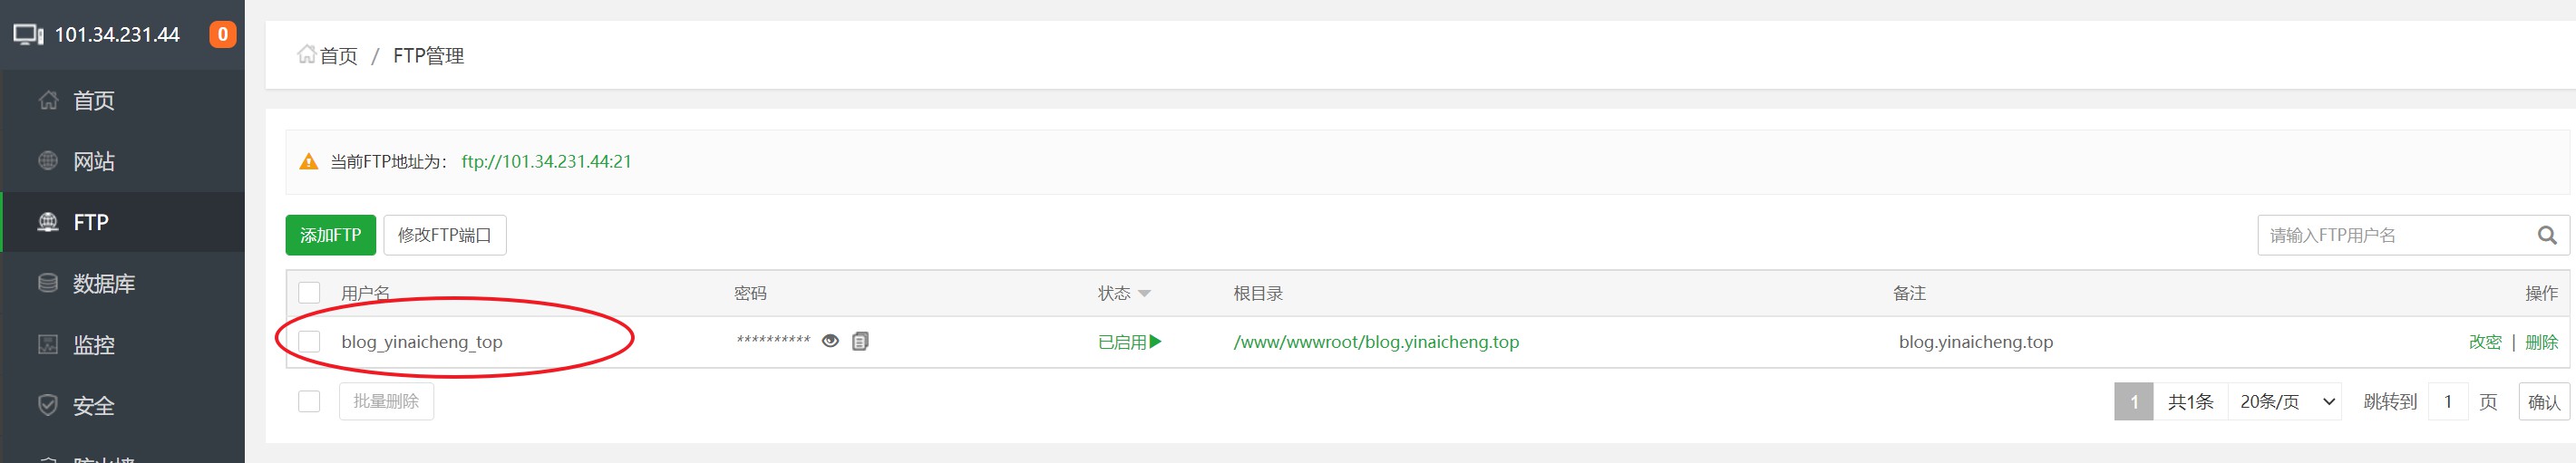 101.34.231.44 0
首页
网站
FTP
数据库
监控
安全
防火墙
首页 / FTP管理
当前FTP地址为： ftp://101.34.231.44:21
添加FTP 修改FTP端口 请输入FTP用户名
用户名 密码 状态 根目录 备注 操作
blog_yinaicheng_top ********** 已启用 /www/wwwroot/blog.yinaicheng.top blog.yinaicheng.top 改密 | 删除
批量删除 1 共1条 20条/页 跳转到 1 页 确认